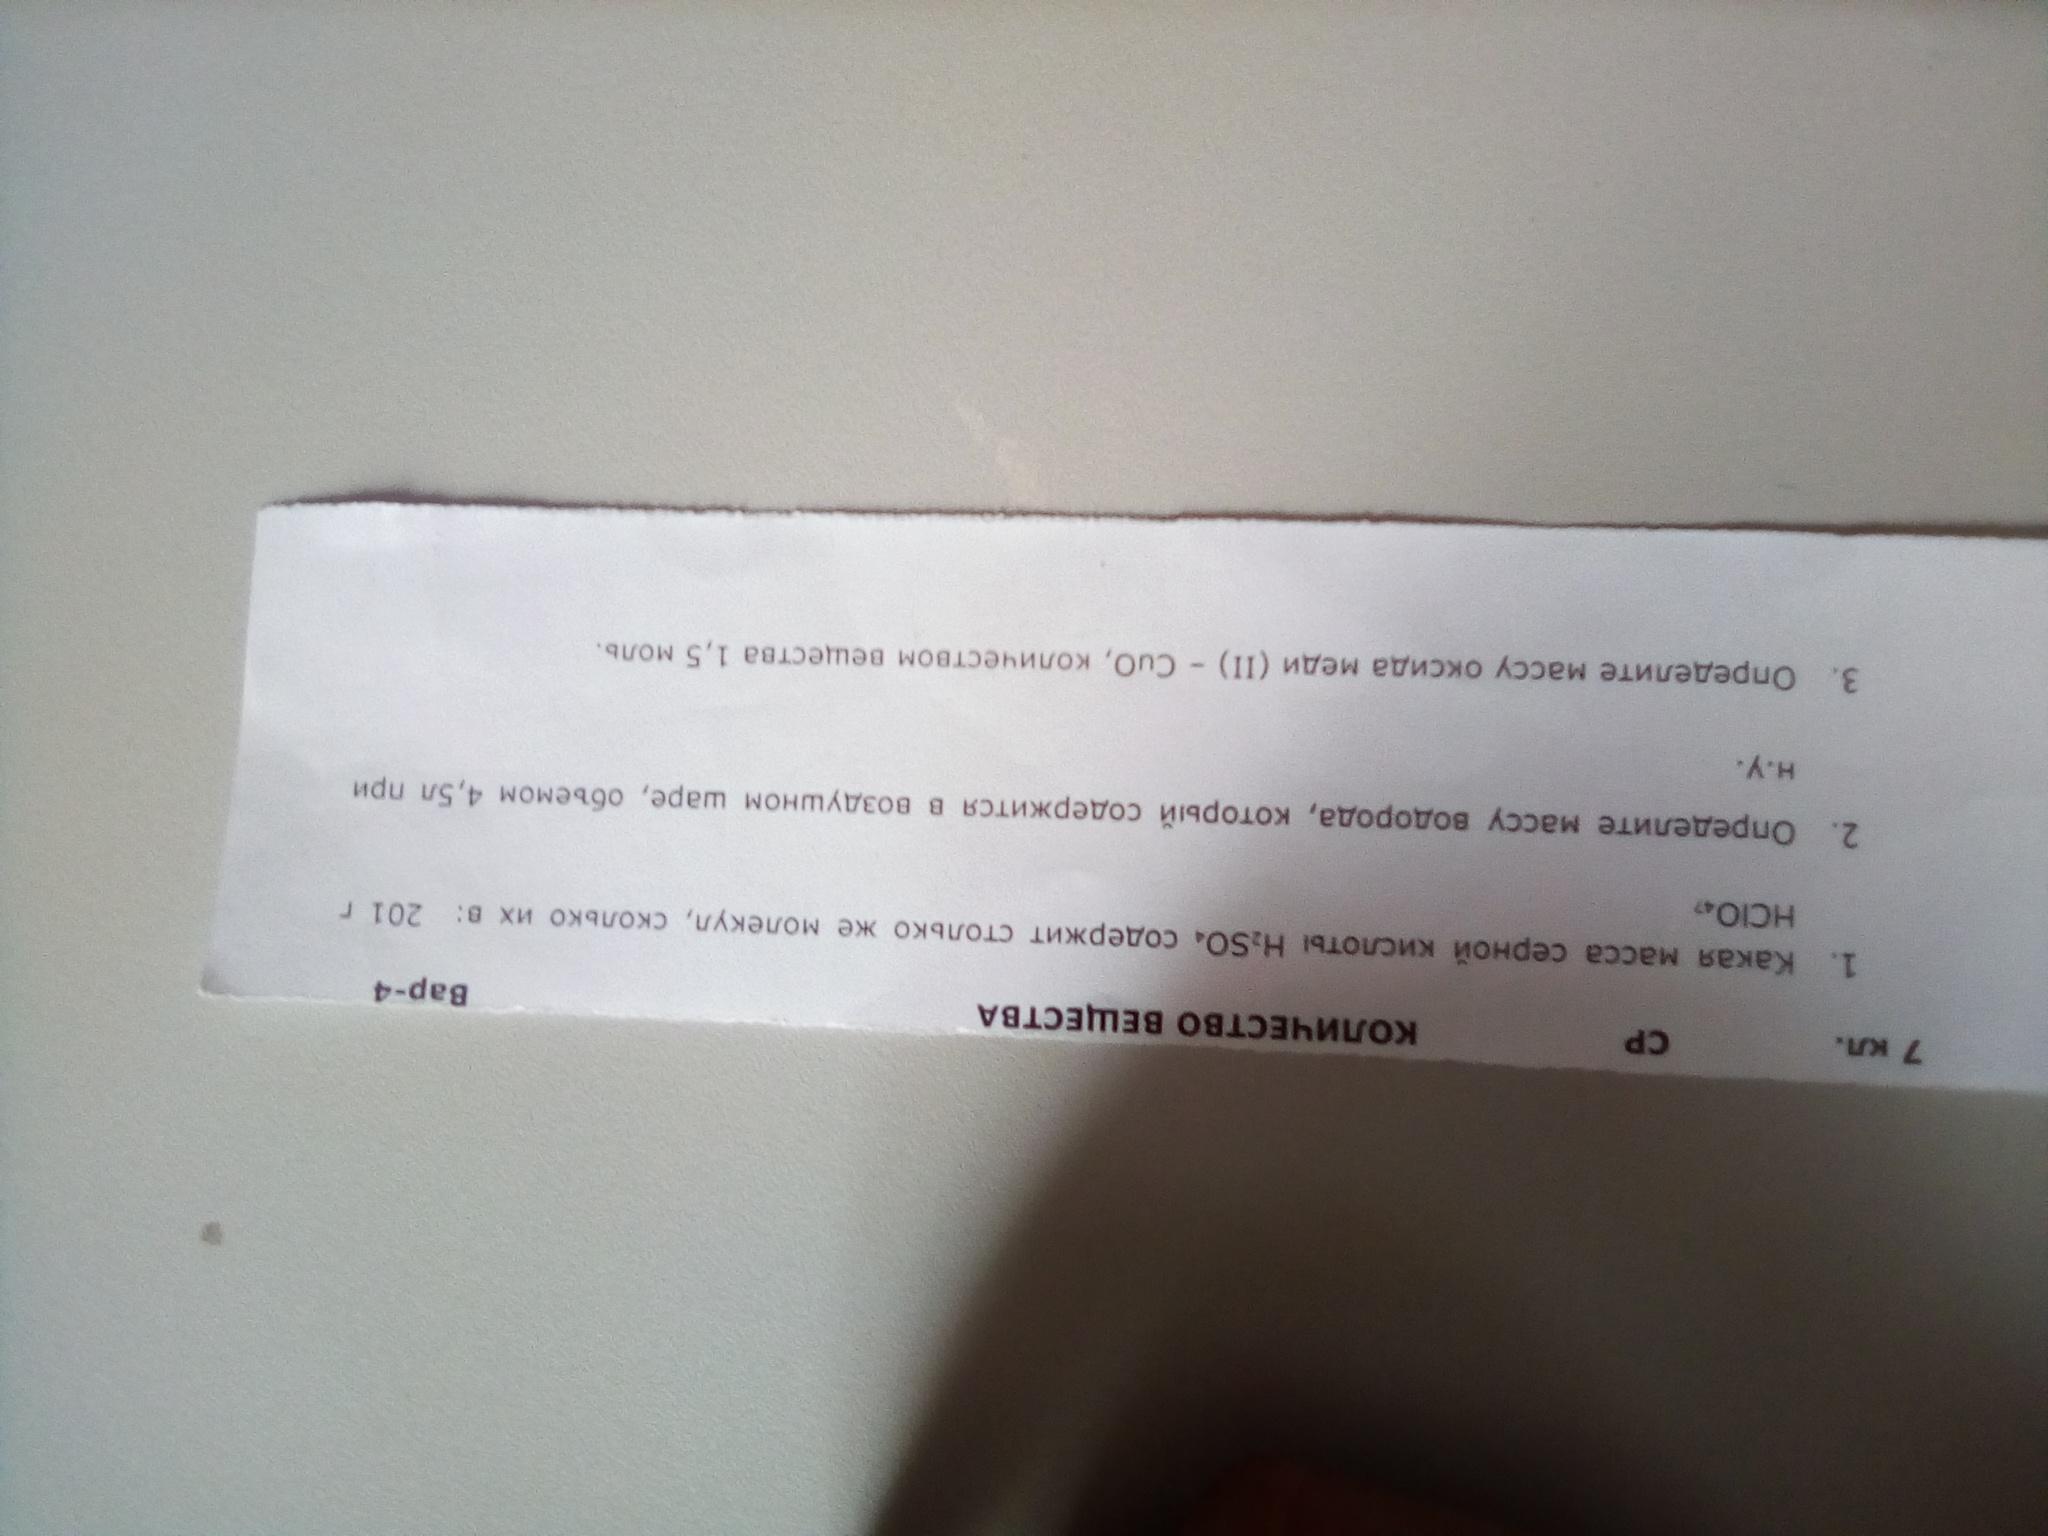 7 кл. СР КОЛИЧЕСТВО ВЕЩЕСТВА Вар-4
1. Какая масса серной кислоты H₂SO₄ содержит столько же молекул, сколько их в: 201 г
HClO₄?
2. Определите массу водорода, который содержится в воздушном шаре, объемом 4,5л при
н.у.
3. Определите массу оксида меди (II) – CuO, количеством вещества 1,5 моль.